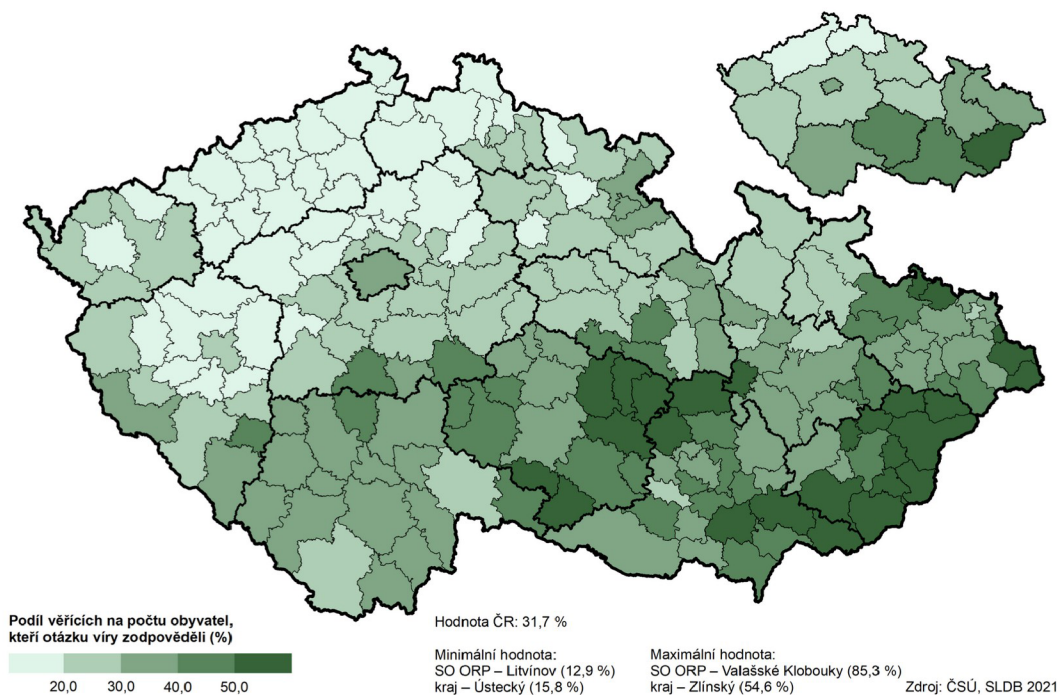 Podíl věřících na počtu obyvatel,
kteří otázku víry zodpověděli (%)
20,0 30,0 40,0 50,0
Hodnota ČR: 31,7 %
Minimální hodnota:
SO ORP – Litvínov (12,9 %)
kraj – Ústecký (15,8 %)
Maximální hodnota:
SO ORP – Valašské Klobouky (85,3 %)
kraj – Zlínský (54,6 %)
Zdroj: ČSÚ, SLDB 2021